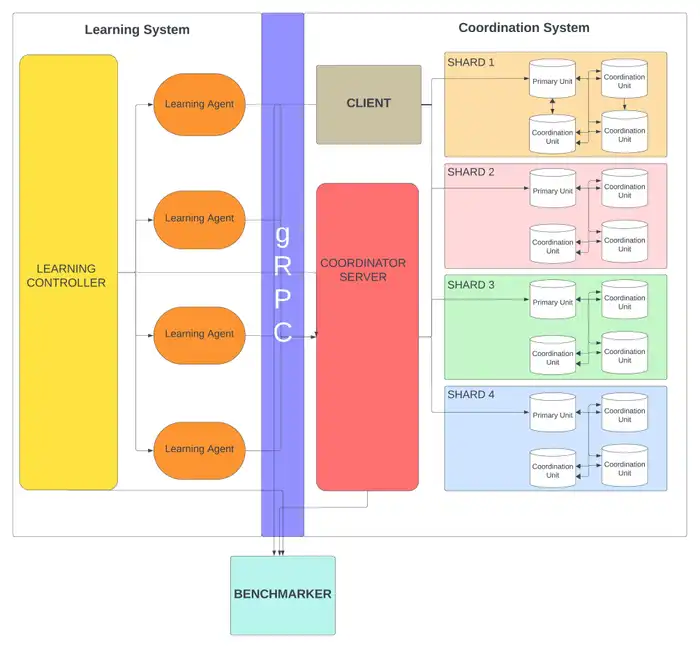 Learning System
Coordination System
LEARNING
CONTROLLER
Learning Agent
Learning Agent
Learning Agent
Learning Agent
g
R
P
C
CLIENT
COORDINATOR
SERVER
SHARD 1
Primary Unit
Coordination
Unit
Coordination
Unit
Coordination
Unit
SHARD 2
Primary Unit
Coordination
Unit
Coordination
Unit
Coordination
Unit
SHARD 3
Primary Unit
Coordination
Unit
Coordination
Unit
Coordination
Unit
SHARD 4
Primary Unit
Coordination
Unit
Coordination
Unit
Coordination
Unit
BENCHMARKER